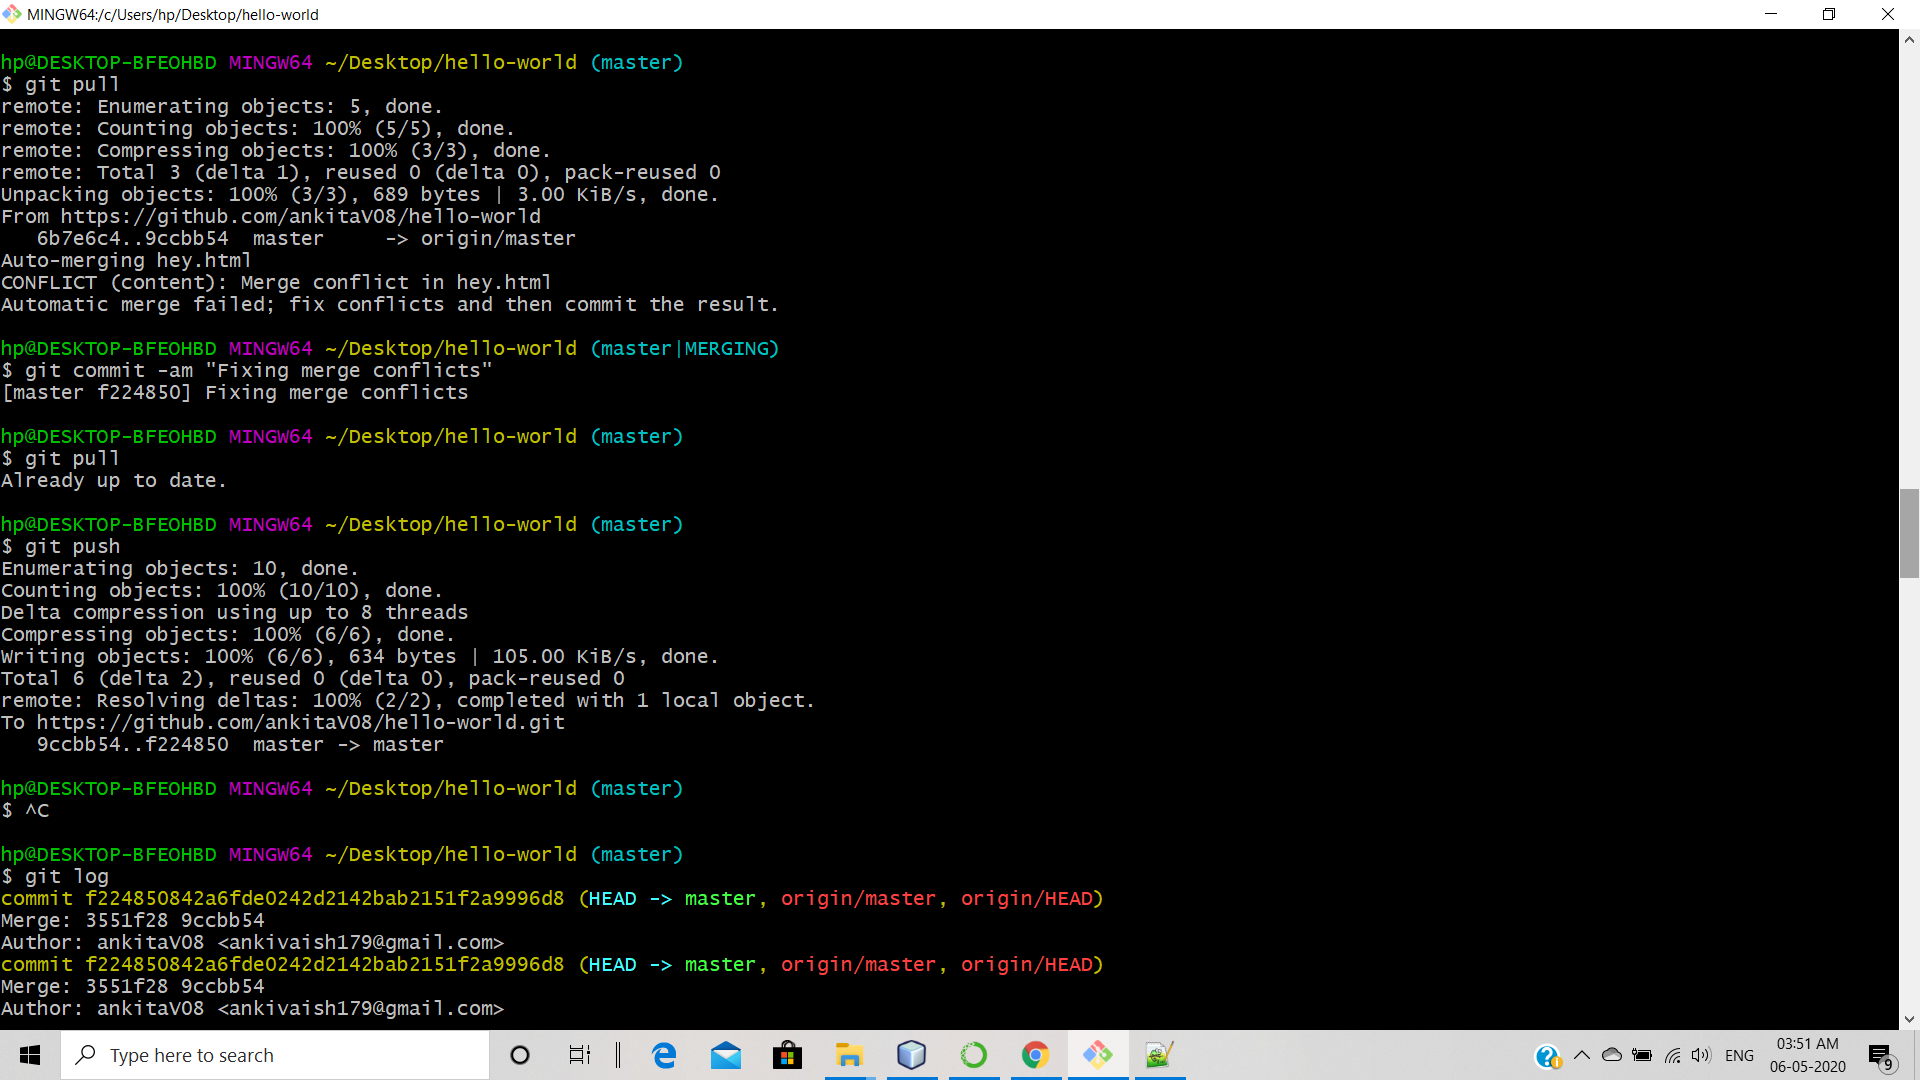 MINGW64:/c/Users/hp/Desktop/hello-world
hp@DESKTOP-BFEOHBD MINGW64 ~/Desktop/hello-world (master)
$ git pull
remote: Enumerating objects: 5, done.
remote: Counting objects: 100% (5/5), done.
remote: Compressing objects: 100% (3/3), done.
remote: Total 3 (delta 1), reused 0 (delta 0), pack-reused 0
Unpacking objects: 100% (3/3), 689 bytes | 3.00 KiB/s, done.
From https://github.com/ankitaV08/hello-world
   6b7e6c4..9ccbb54  master     -> origin/master
Auto-merging hey.html
CONFLICT (content): Merge conflict in hey.html
Automatic merge failed; fix conflicts and then commit the result.
hp@DESKTOP-BFEOHBD MINGW64 ~/Desktop/hello-world (master|MERGING)
$ git commit -am "Fixing merge conflicts"
[master f224850] Fixing merge conflicts
hp@DESKTOP-BFEOHBD MINGW64 ~/Desktop/hello-world (master)
$ git pull
Already up to date.
hp@DESKTOP-BFEOHBD MINGW64 ~/Desktop/hello-world (master)
$ git push
Enumerating objects: 10, done.
Counting objects: 100% (10/10), done.
Delta compression using up to 8 threads
Compressing objects: 100% (6/6), done.
Writing objects: 100% (6/6), 634 bytes | 105.00 KiB/s, done.
Total 6 (delta 2), reused 0 (delta 0), pack-reused 0
remote: Resolving deltas: 100% (2/2), completed with 1 local object.
To https://github.com/ankitaV08/hello-world.git
   9ccbb54..f224850  master -> master
hp@DESKTOP-BFEOHBD MINGW64 ~/Desktop/hello-world (master)
$ ^C
hp@DESKTOP-BFEOHBD MINGW64 ~/Desktop/hello-world (master)
$ git log
commit f224850842a6fde0242d2142bab2151f2a9996d8 (HEAD -> master, origin/master, origin/HEAD)
Merge: 3551f28 9ccbb54
Author: ankitaV08 <ankivaish179@gmail.com>
commit f224850842a6fde0242d2142bab2151f2a9996d8 (HEAD -> master, origin/master, origin/HEAD)
Merge: 3551f28 9ccbb54
Author: ankitaV08 <ankivaish179@gmail.com>
Type here to search
ENG
03:51 AM
06-05-2020
9